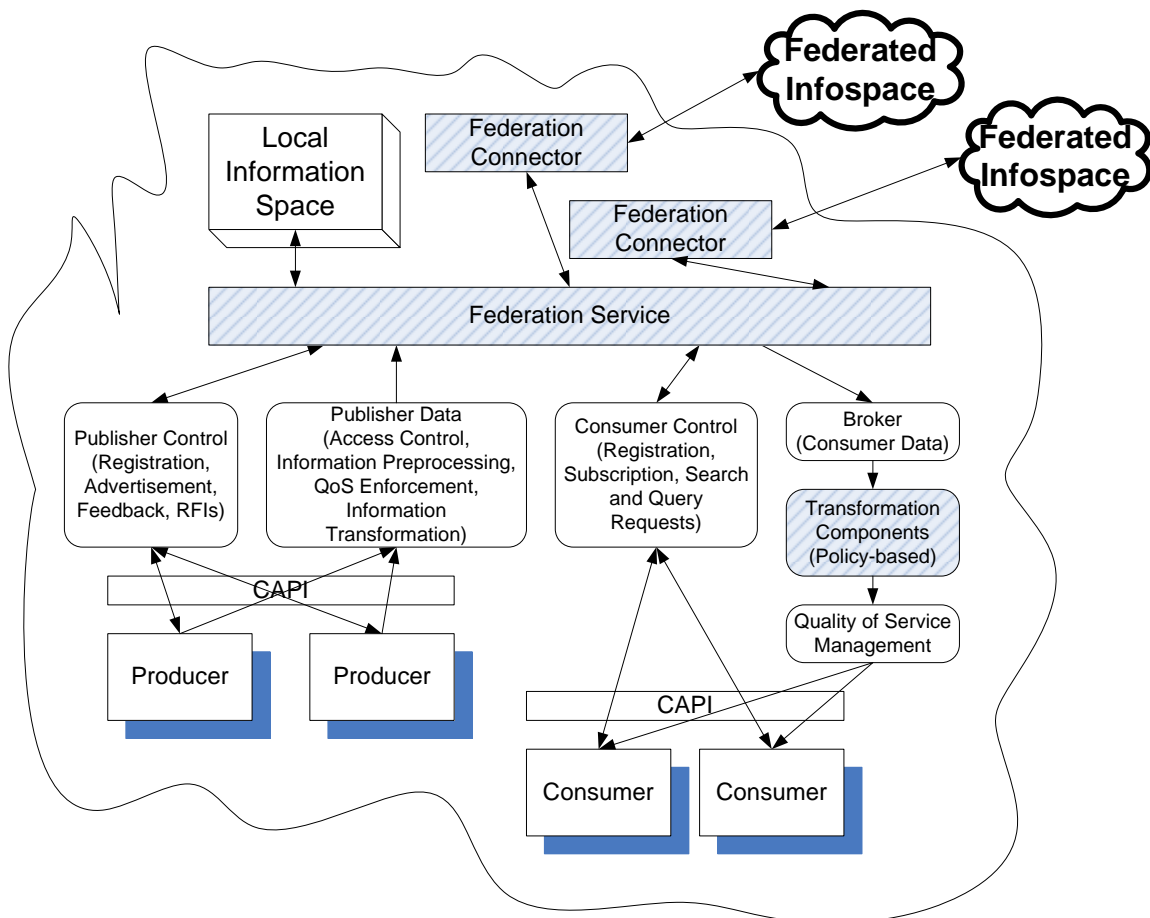 Federated
Infospace
Federated
Infospace
Local
Information
Space
Federation
Connector
Federation
Connector
Federation Service
Publisher Control
(Registration,
Advertisement,
Feedback, RFIs)
Publisher Data
(Access Control,
Information Preprocessing,
QoS Enforcement,
Information
Transformation)
Consumer Control
(Registration,
Subscription, Search
and Query
Requests)
Broker
(Consumer Data)
Transformation
Components
(Policy-based)
Quality of Service
Management
CAPI
Producer
Producer
CAPI
Consumer
Consumer